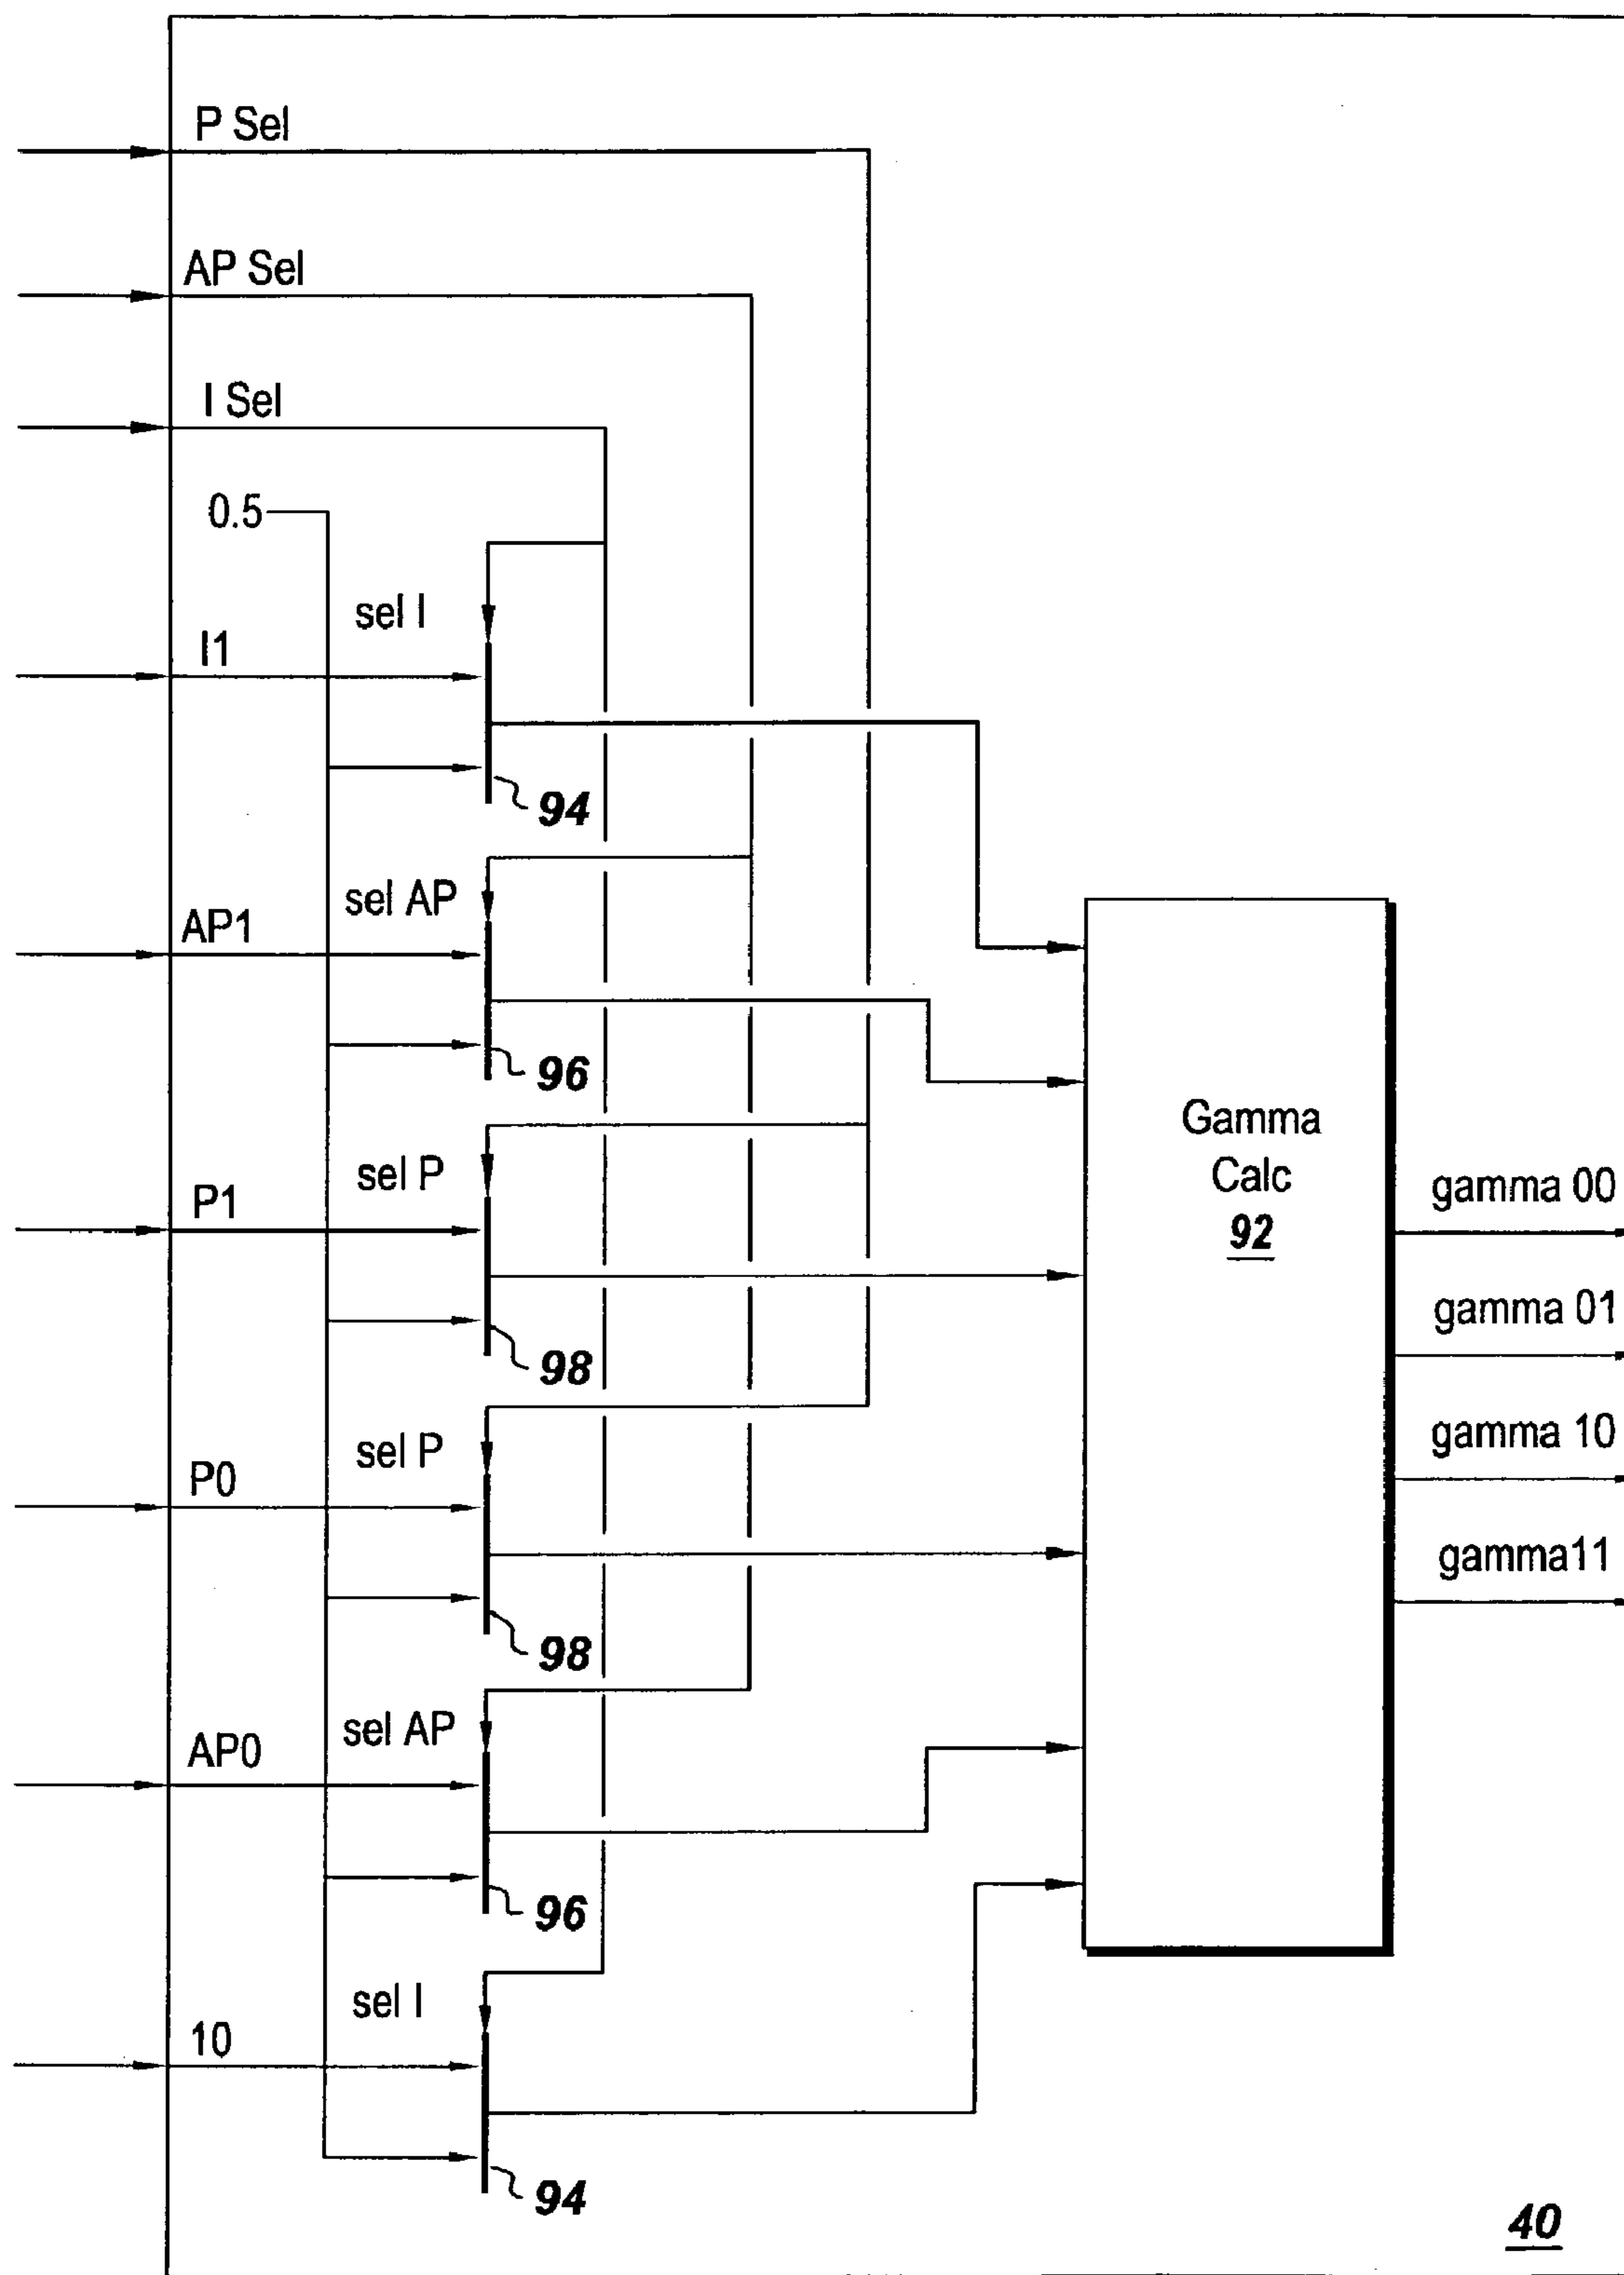 P Sel
AP Sel
I Sel
0.5
sel I
I1
94
sel AP
AP1
96
sel P
P1
98
sel P
P0
98
sel AP
AP0
96
sel I
10
94
Gamma
Calc
92
gamma 00
gamma 01
gamma 10
gamma11
40